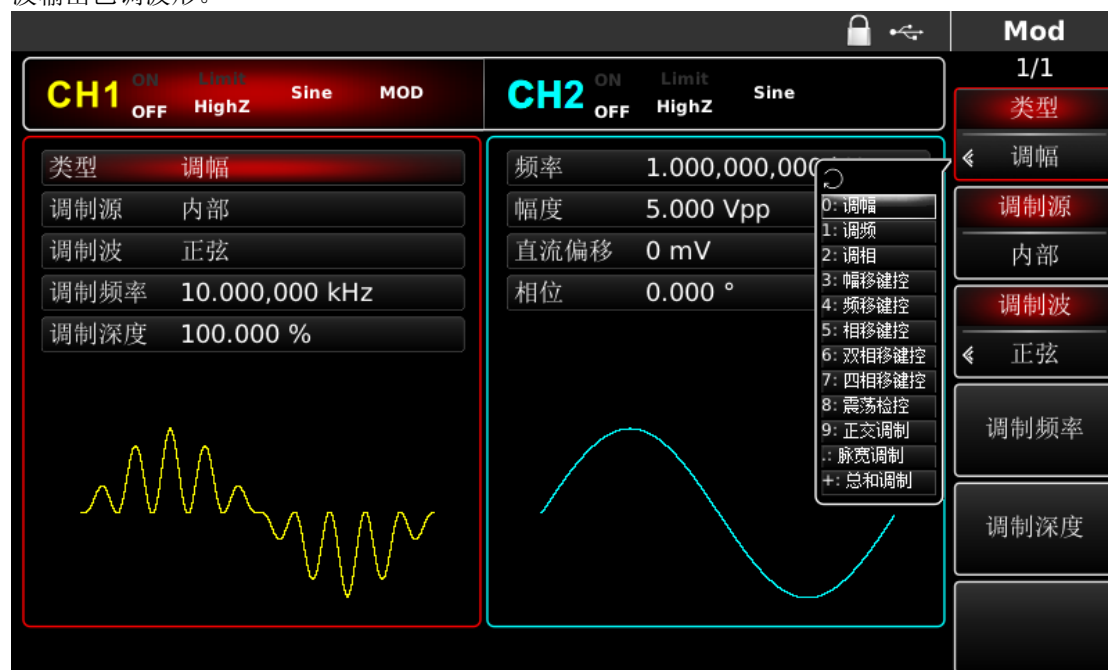 Mod
1/1
CH1 ON OFF Limit HighZ Sine MOD
CH2 ON OFF Limit HighZ Sine
类型 调幅
调制源 内部
调制波 正弦
调制频率 10.000,000 kHz
调制深度 100.000 %
频率 1.000,000,000
幅度 5.000 Vpp
直流偏移 0 mV
相位 0.000 °
0: 调幅
1: 调频
2: 调相
3: 幅移键控
4: 频移键控
5: 相移键控
6: 双相移键控
7: 四相移键控
8: 震荡检控
9: 正交调制
.: 脉宽调制
+: 总和调制
类型
调幅
调制源
内部
调制波
正弦
调制频率
调制深度